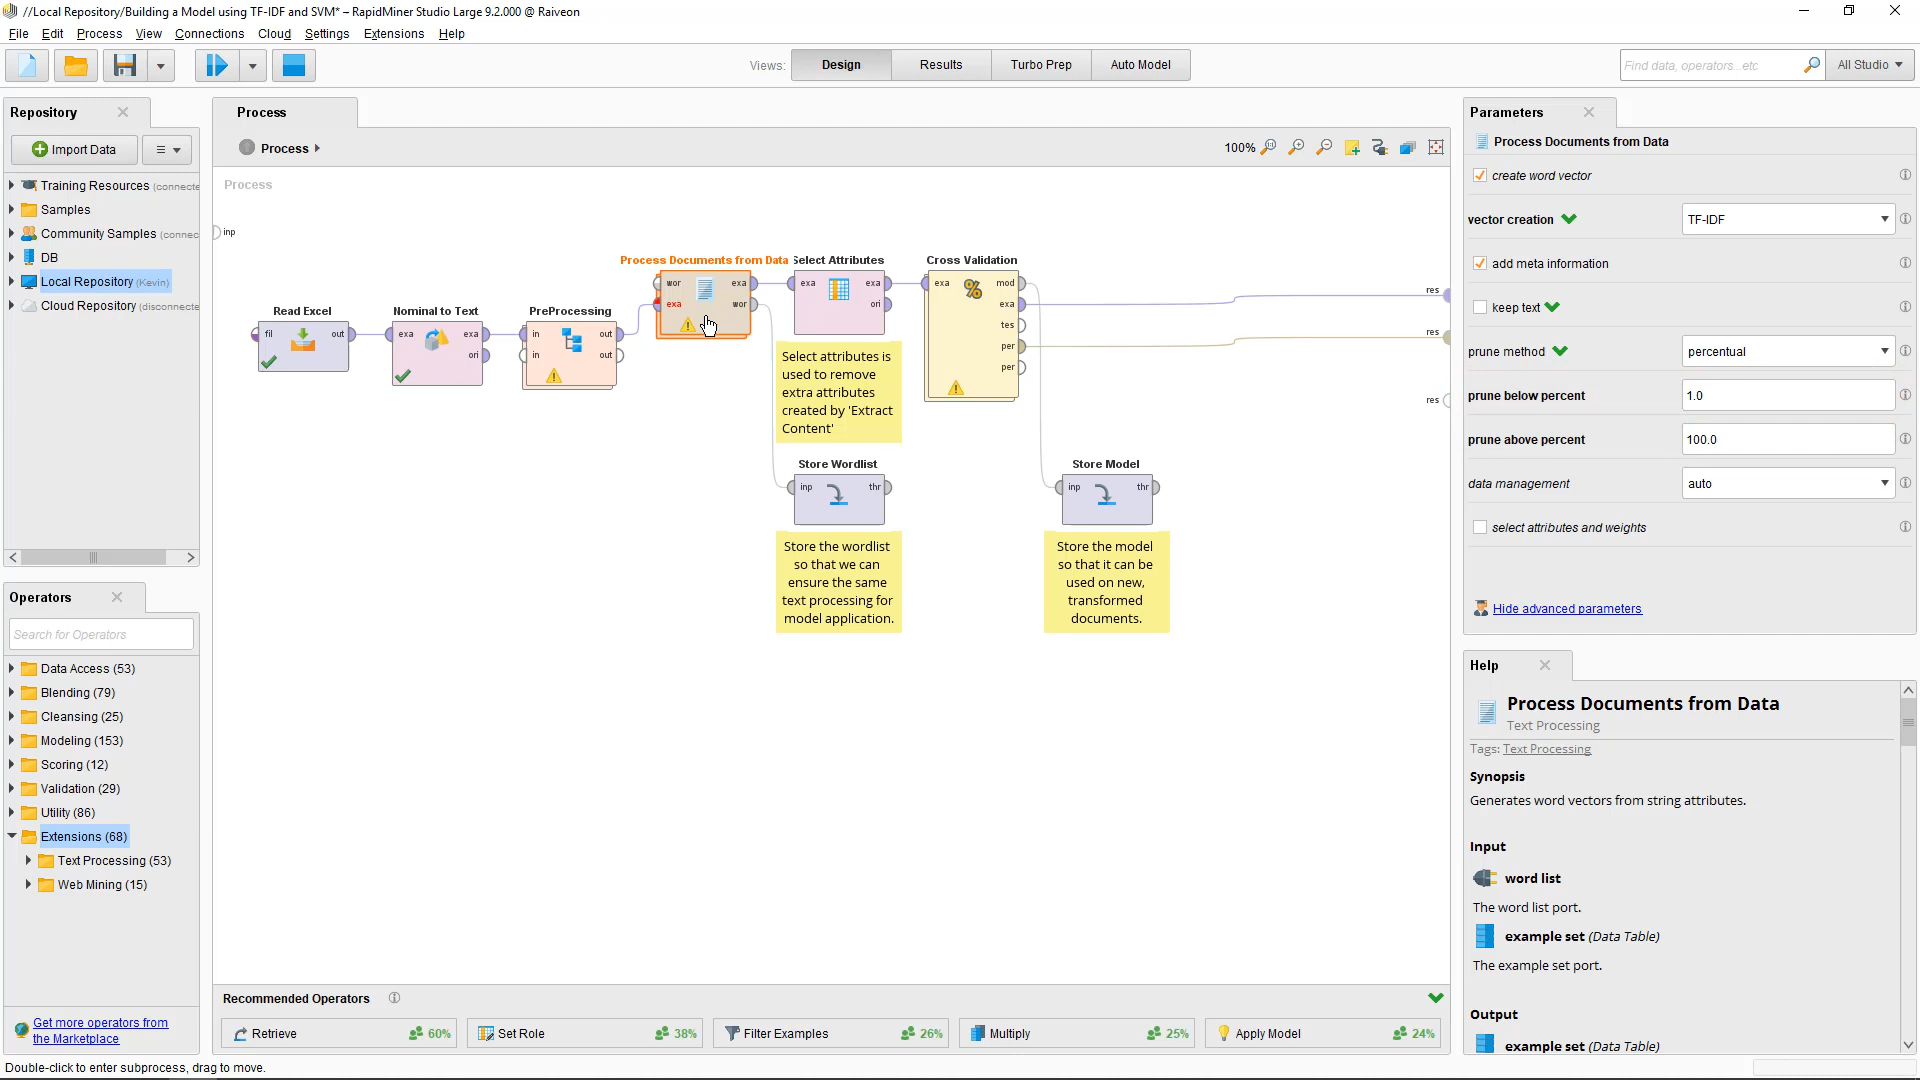 //Local Repository/Building a Model using TF-IDF and SVM* – RapidMiner Studio Large 9.2.000 @ Raiveon
File Edit Process View Connections Cloud Settings Extensions Help
Views: Design Results Turbo Prep Auto Model
Find data, operators...etc
All Studio
Repository
Import Data
Training Resources (connecte
Samples
Community Samples (connec
DB
Local Repository (Kevin)
Cloud Repository (disconnecte
Operators
Search for Operators
Data Access (53)
Blending (79)
Cleansing (25)
Modeling (153)
Scoring (12)
Validation (29)
Utility (86)
Extensions (68)
Text Processing (53)
Web Mining (15)
Get more operators from
the Marketplace
Process
Process
100%
Process
inp
Read Excel
fil out
Nominal to Text
exa exa
ori
PreProcessing
in out
in out
Process Documents from Data
wor exa
exa wor
Select Attributes
exa exa
ori
Cross Validation
exa mod
exa
tes
per
per
res
res
res
Select attributes is
used to remove
extra attributes
created by 'Extract
Content'
Store Wordlist
inp thr
Store the wordlist
so that we can
ensure the same
text processing for
model application.
Store Model
inp thr
Store the model
so that it can be
used on new,
transformed
documents.
Recommended Operators
Retrieve 60%
Set Role 38%
Filter Examples 26%
Multiply 25%
Apply Model 24%
Parameters
Process Documents from Data
create word vector
vector creation TF-IDF
add meta information
keep text
prune method percentual
prune below percent 1.0
prune above percent 100.0
data management auto
select attributes and weights
Hide advanced parameters
Help
Process Documents from Data
Text Processing
Tags: Text Processing
Synopsis
Generates word vectors from string attributes.
Input
word list
The word list port.
example set (Data Table)
The example set port.
Output
example set (Data Table)
Double-click to enter subprocess, drag to move.